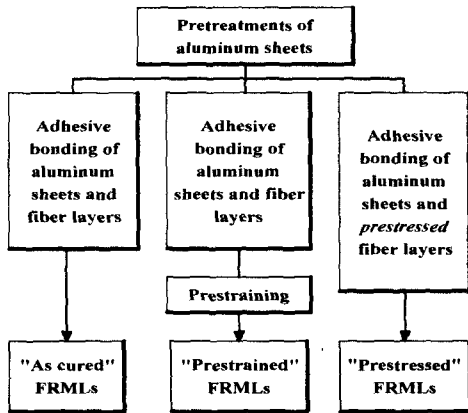 Pretreatments of
aluminum sheets
Adhesive
bonding of
aluminum
sheets and
fiber layers
Adhesive
bonding of
aluminum
sheets and fiber
layers
Adhesive
bonding of
aluminum
sheets and
prestressed
fiber layers
Prestraining
"As cured"
FRMLs
"Prestrained"
FRMLs
"Prestressed"
FRMLs